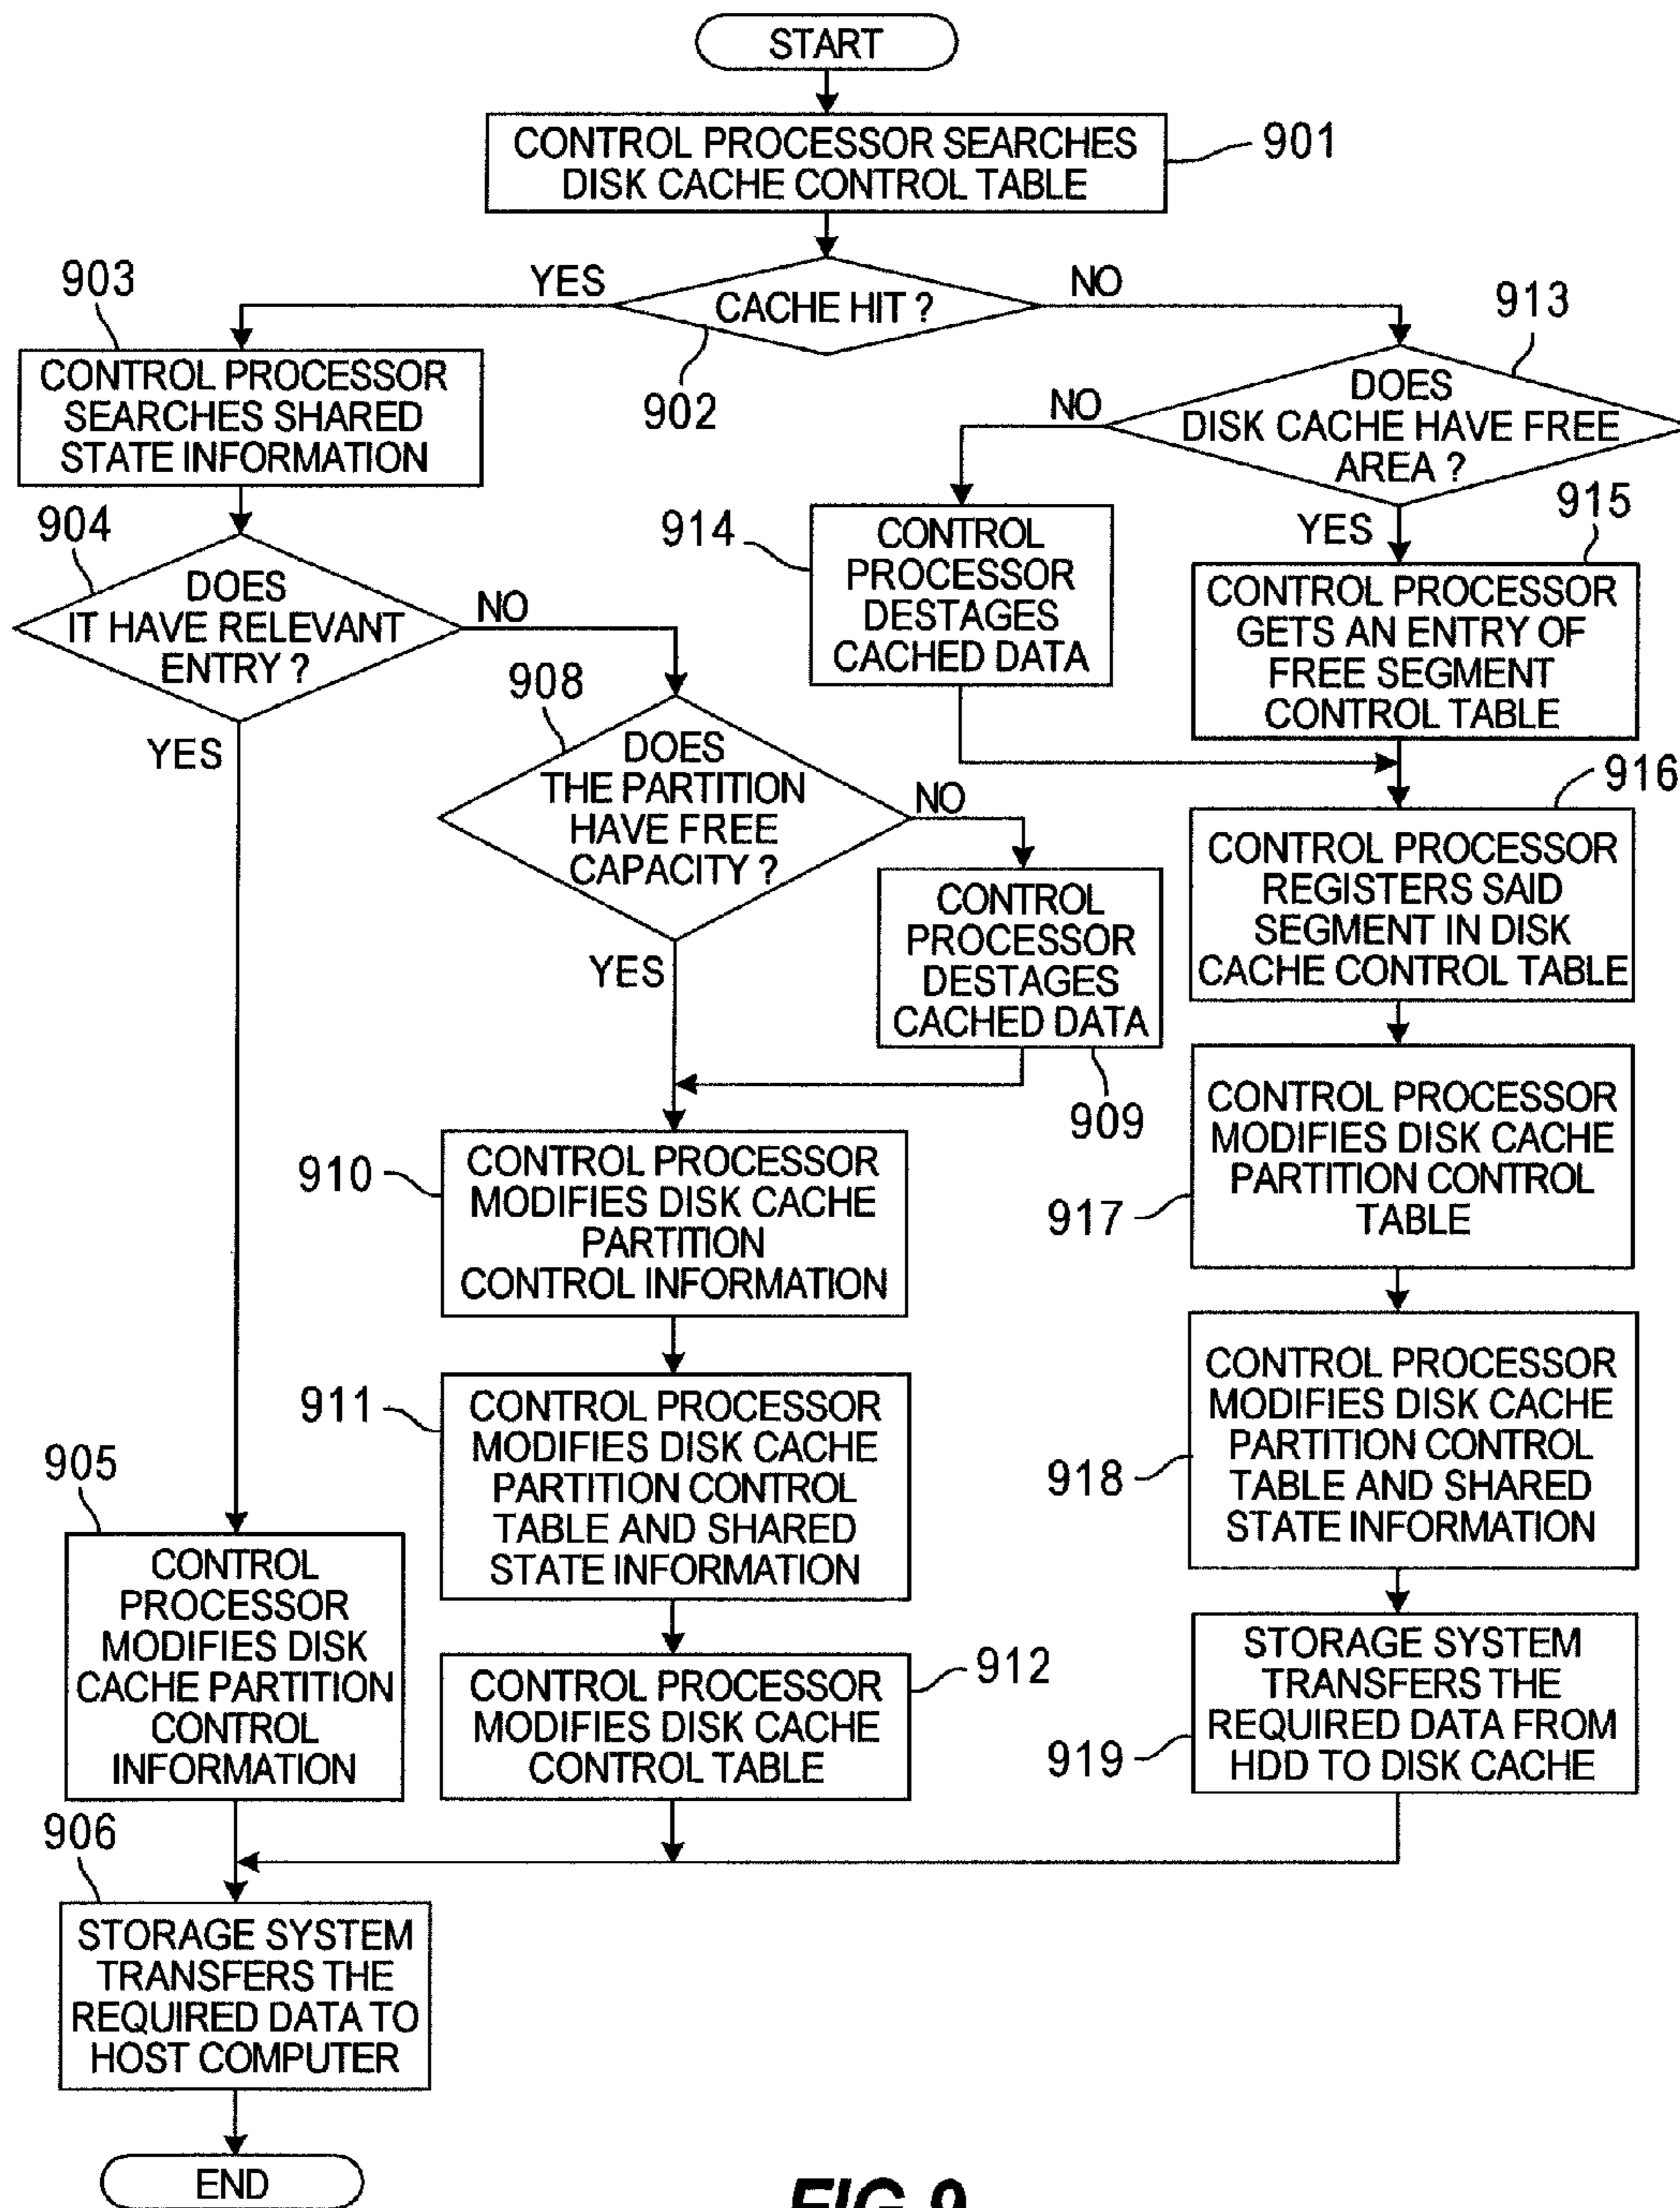 START
CONTROL PROCESSOR SEARCHES
DISK CACHE CONTROL TABLE
901
CACHE HIT ?
YES
NO
902
903
CONTROL PROCESSOR
SEARCHES SHARED
STATE INFORMATION
904
DOES
IT HAVE RELEVANT
ENTRY ?
NO
YES
913
DOES
DISK CACHE HAVE FREE
AREA ?
NO
YES
914
CONTROL
PROCESSOR
DESTAGES
CACHED DATA
915
CONTROL PROCESSOR
GETS AN ENTRY OF
FREE SEGMENT
CONTROL TABLE
908
DOES
THE PARTITION
HAVE FREE
CAPACITY ?
NO
YES
CONTROL
PROCESSOR
DESTAGES
CACHED DATA
909
916
CONTROL PROCESSOR
REGISTERS SAID
SEGMENT IN DISK
CACHE CONTROL TABLE
910
CONTROL PROCESSOR
MODIFIES DISK CACHE
PARTITION
CONTROL INFORMATION
917
CONTROL PROCESSOR
MODIFIES DISK CACHE
PARTITION CONTROL
TABLE
911
CONTROL PROCESSOR
MODIFIES DISK CACHE
PARTITION CONTROL
TABLE AND SHARED
STATE INFORMATION
918
CONTROL PROCESSOR
MODIFIES DISK CACHE
PARTITION CONTROL
TABLE AND SHARED
STATE INFORMATION
905
CONTROL
PROCESSOR
MODIFIES DISK
CACHE PARTITION
CONTROL
INFORMATION
912
CONTROL PROCESSOR
MODIFIES DISK CACHE
CONTROL TABLE
919
STORAGE SYSTEM
TRANSFERS THE
REQUIRED DATA FROM
HDD TO DISK CACHE
906
STORAGE SYSTEM
TRANSFERS THE
REQUIRED DATA TO
HOST COMPUTER
END
FIG.9